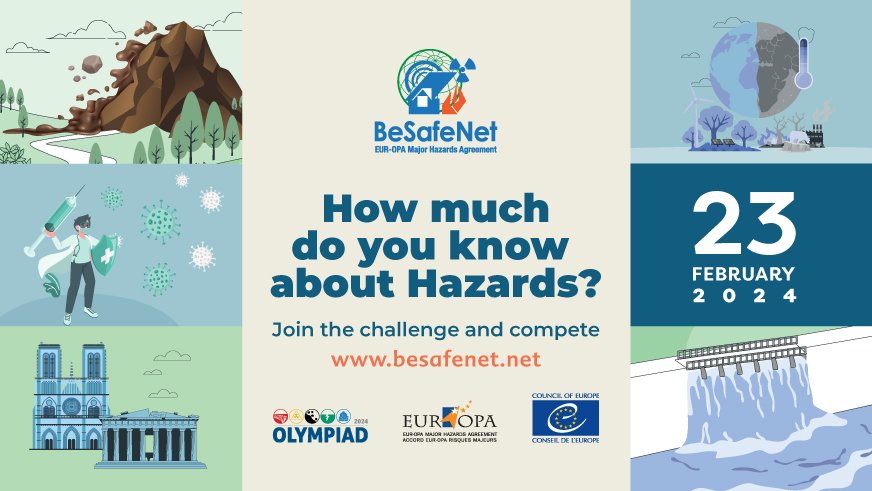 BeSafeNet
EUR-OPA Major Hazards Agreement
How much
do you know
about Hazards?
Join the challenge and compete
www.besafenet.net
23
FEBRUARY
2024
2024
OLYMPIAD
EUR OPA
EUR-OPA MAJOR HAZARDS AGREEMENT
ACCORD EUR-OPA RISQUES MAJEURS
COUNCIL OF EUROPE
CONSEIL DE L'EUROPE